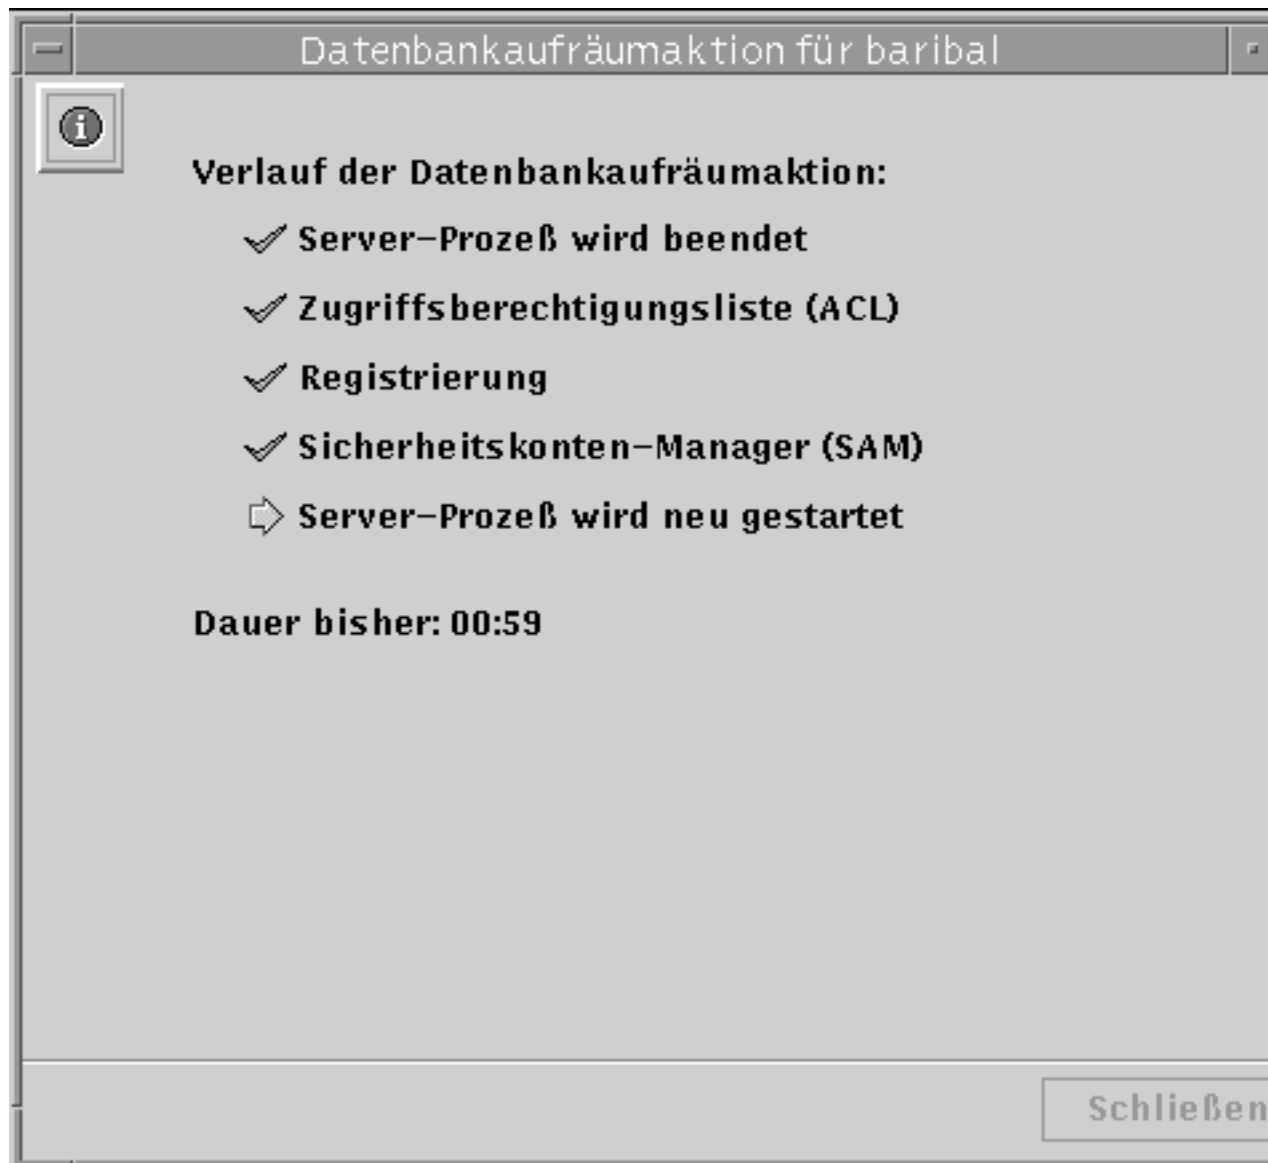 Datenbankaufräumaktion für baribal
Verlauf der Datenbankaufräumaktion:
Server-Prozeß wird beendet
Zugriffsberechtigungsliste (ACL)
Registrierung
Sicherheitskonten-Manager (SAM)
Server-Prozeß wird neu gestartet
Dauer bisher: 00:59
Schließen